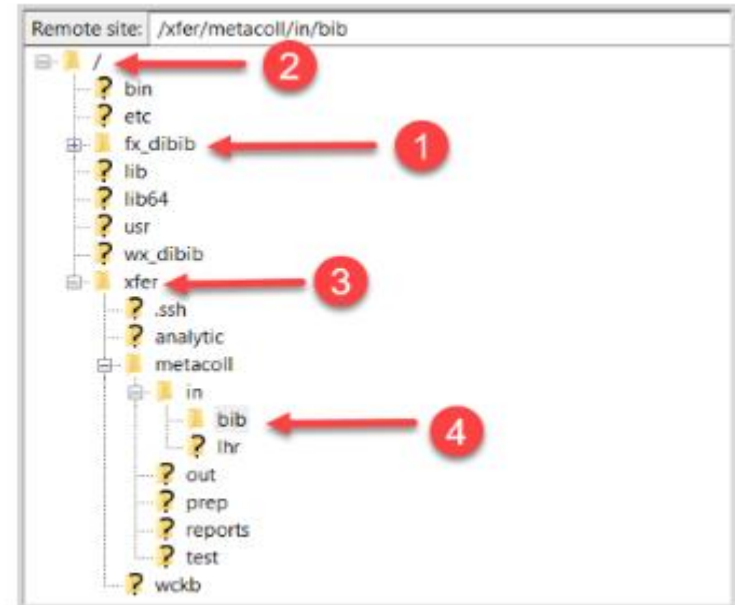 Remote site: /xfer/metacoll/in/bib
/ 2
? bin
? etc
fx_dibib 1
? lib
? lib64
? usr
? wx_dibib
xfer 3
? .ssh
? analytic
metacoll
in
bib 4
? lhr
? out
? prep
? reports
? test
? wckb